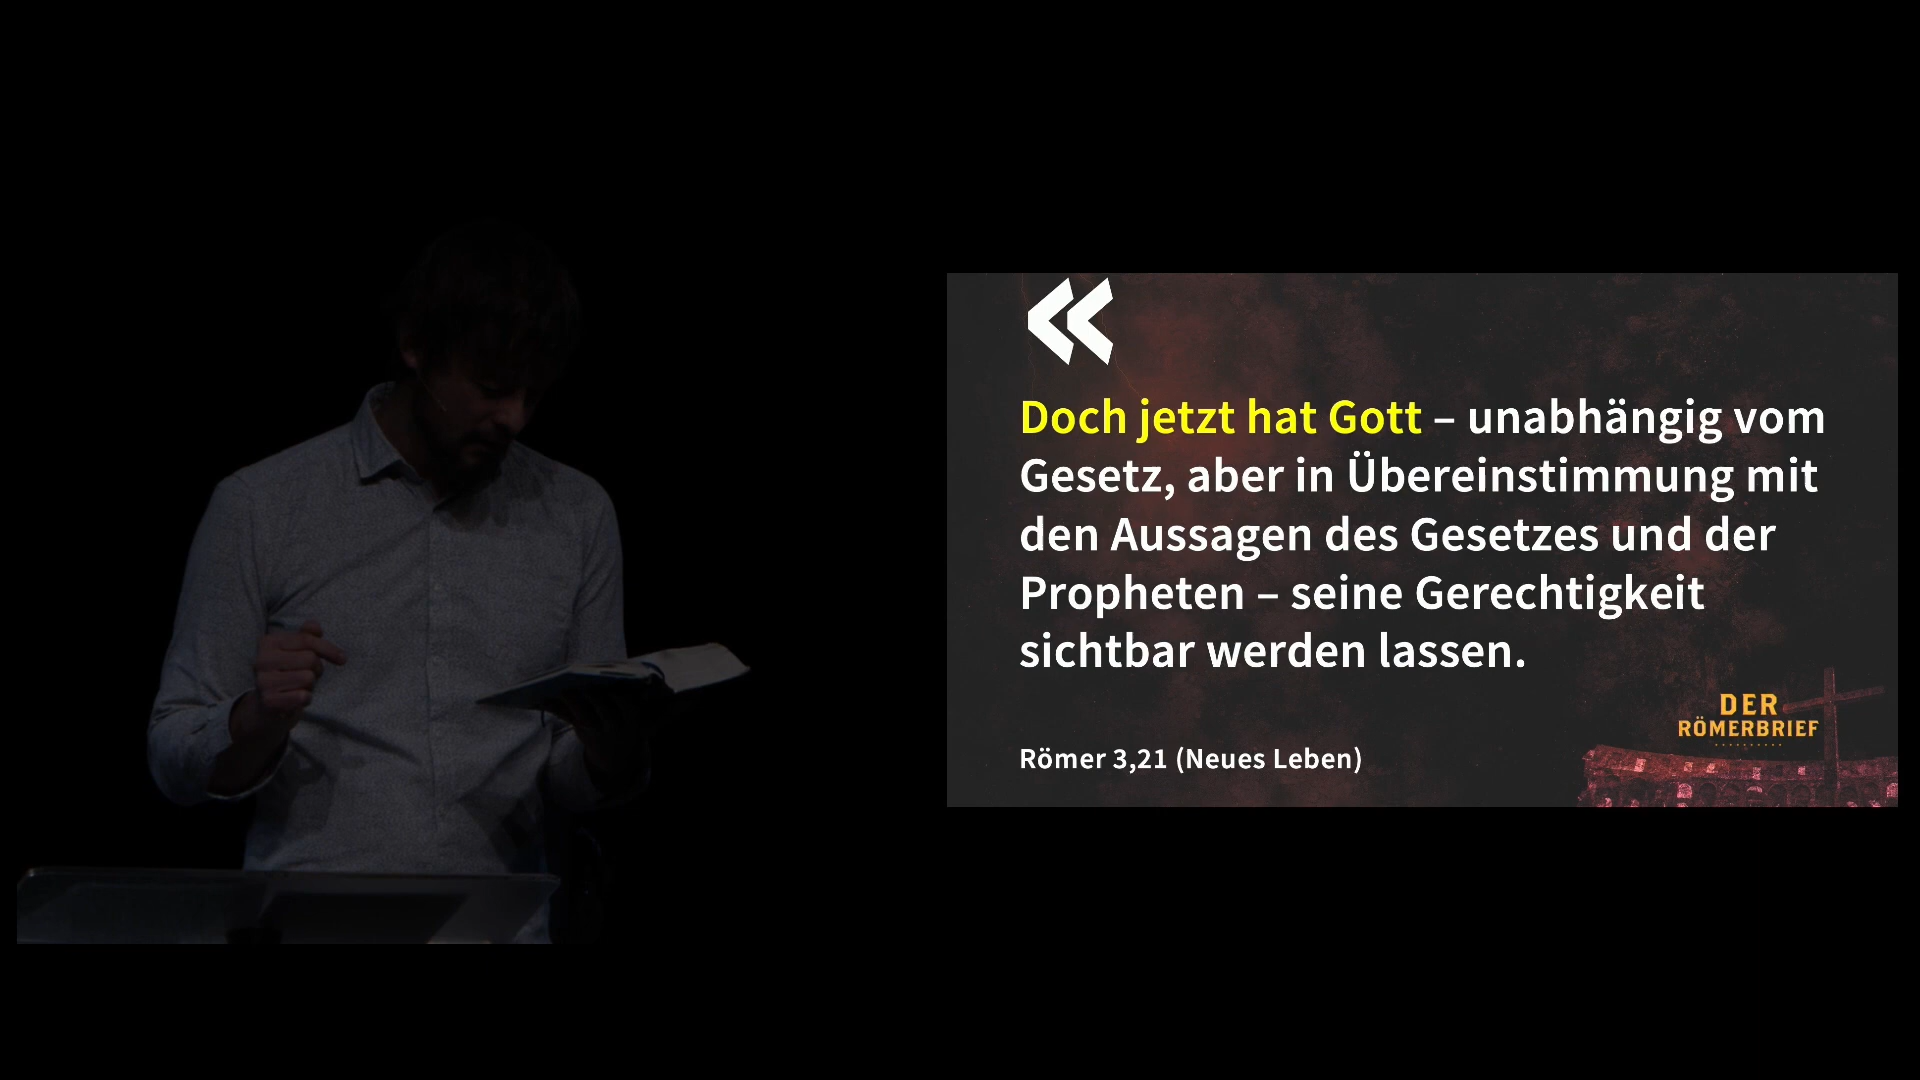 «
Doch jetzt hat Gott – unabhängig vom
Gesetz, aber in Übereinstimmung mit
den Aussagen des Gesetzes und der
Propheten – seine Gerechtigkeit
sichtbar werden lassen.
DER
RÖMERBRIEF
Römer 3,21 (Neues Leben)